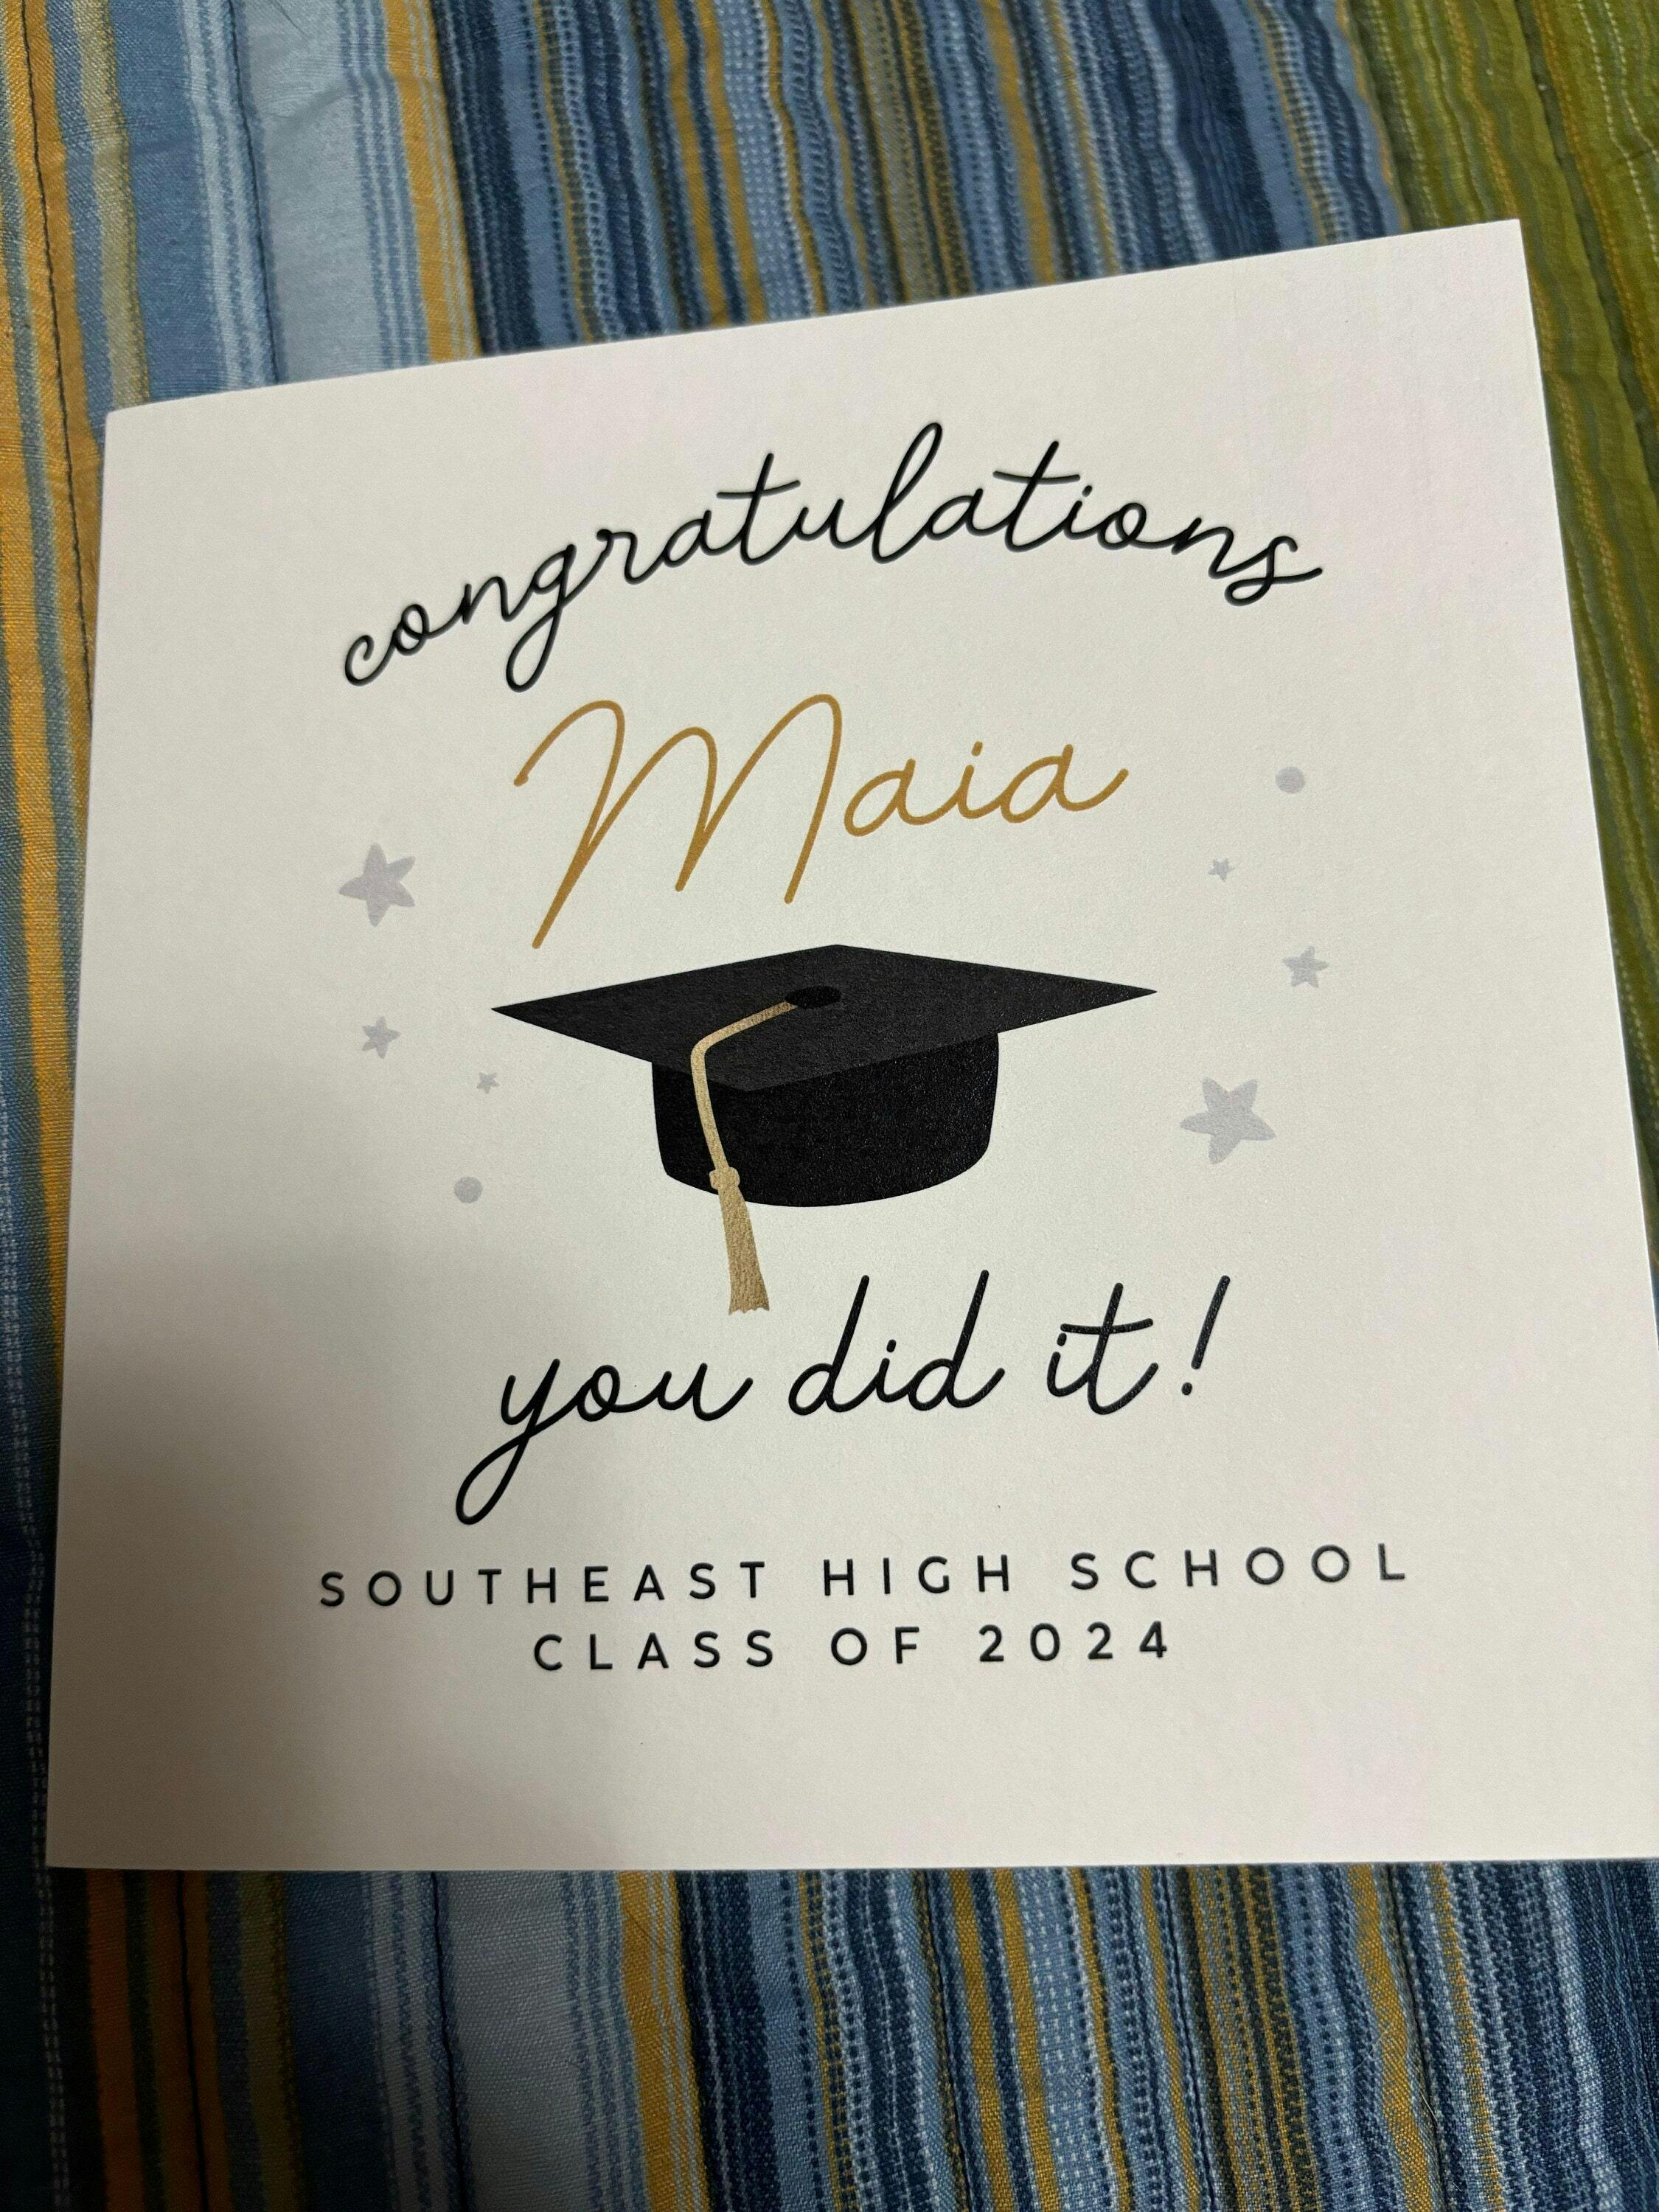 congratulations
Maia
you did it!
SOUTHEAST HIGH SCHOOL
CLASS OF 2024